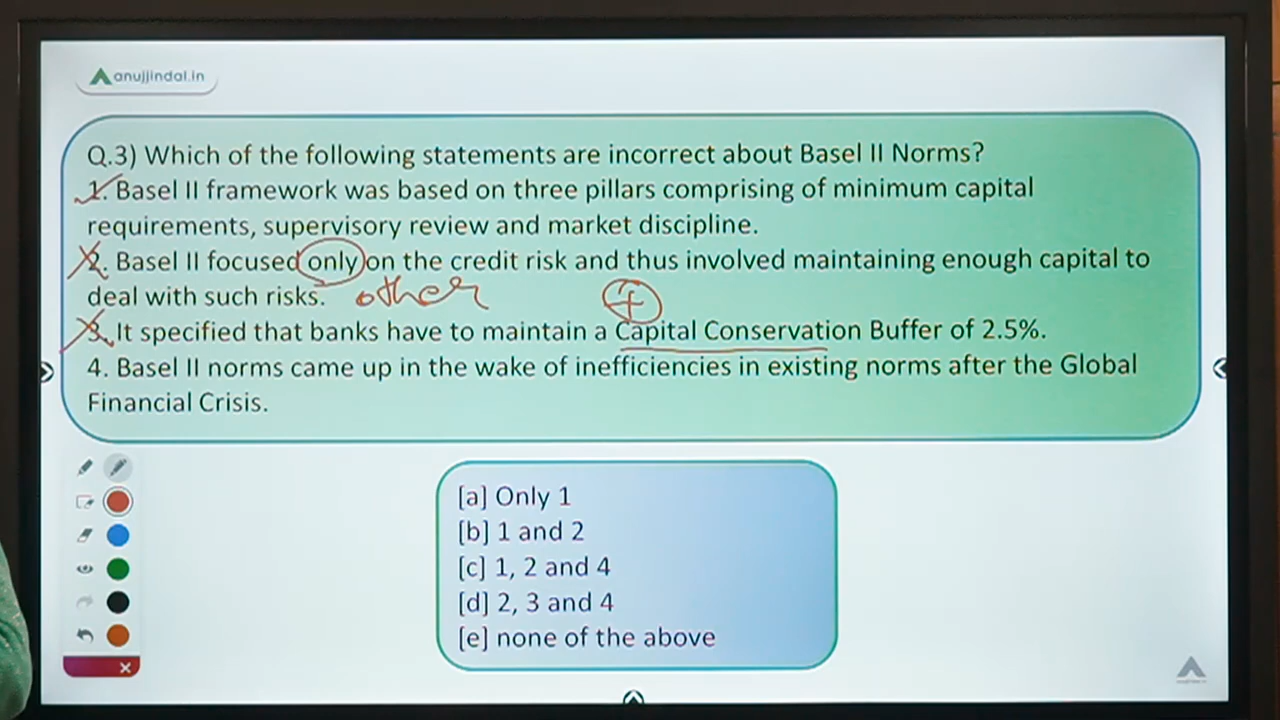 anujjindal.in
Q.3) Which of the following statements are incorrect about Basel II Norms?
1. Basel II framework was based on three pillars comprising of minimum capital
requirements, supervisory review and market discipline.
2. Basel II focused only on the credit risk and thus involved maintaining enough capital to
deal with such risks. other
3. It specified that banks have to maintain a Capital Conservation Buffer of 2.5%.
4. Basel II norms came up in the wake of inefficiencies in existing norms after the Global
Financial Crisis.
[a] Only 1
[b] 1 and 2
[c] 1, 2 and 4
[d] 2, 3 and 4
[e] none of the above